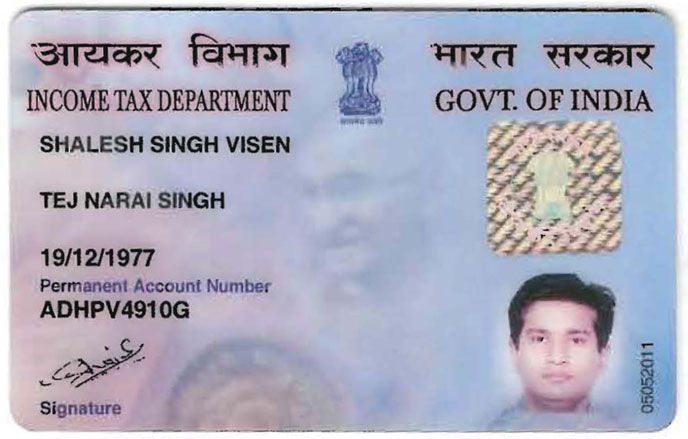 आयकर विभाग
INCOME TAX DEPARTMENT
भारत सरकार
GOVT. OF INDIA
SHALESH SINGH VISEN
TEJ NARAI SINGH
19/12/1977
Permanent Account Number
ADHPV4910G
Signature
05052011